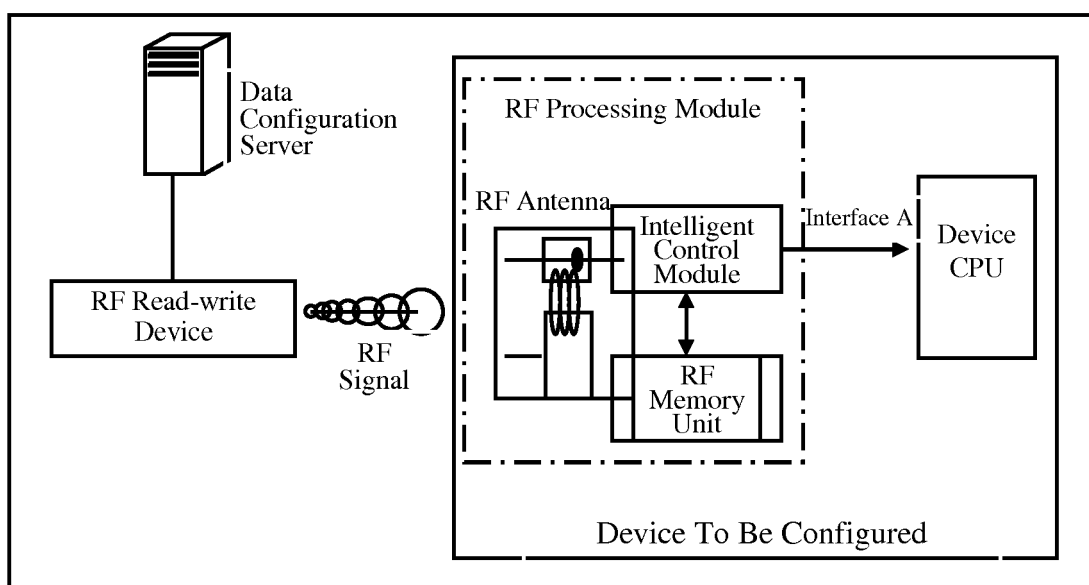 Data
Configuration
Server
RF Read-write
Device
RF
Signal
RF Processing Module
RF Antenna
Intelligent
Control
Module
RF
Memory
Unit
Interface A
Device
CPU
Device To Be Configured